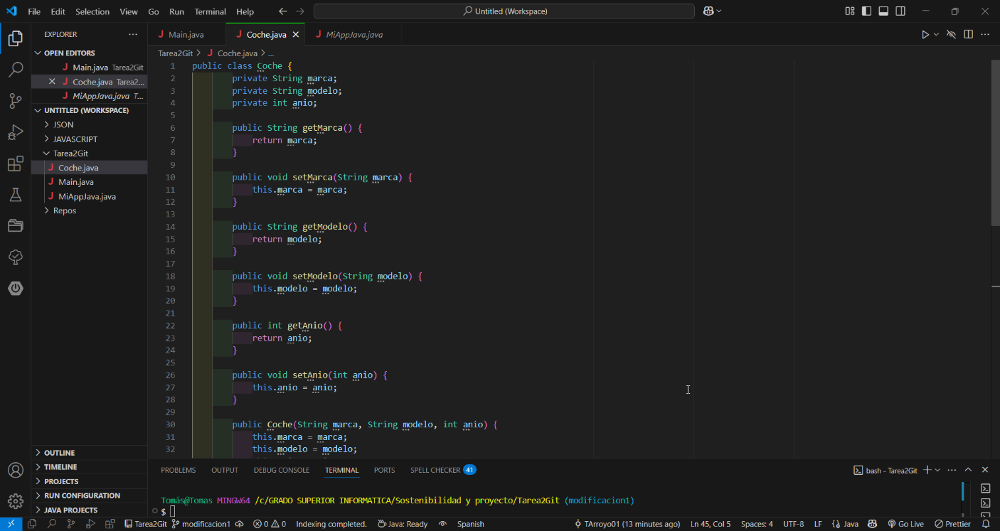 File Edit Selection View Go Run Terminal Help
Untitled (Workspace)
EXPLORER
OPEN EDITORS
Main.java Tarea2Git
Coche.java Tarea2...
MiAppJava.java T...
UNTITLED (WORKSPACE)
JSON
JAVASCRIPT
Tarea2Git
Coche.java
Main.java
MiAppJava.java
Repos
OUTLINE
TIMELINE
PROJECTS
RUN CONFIGURATION
JAVA PROJECTS
Main.java Coche.java MiAppJava.java
Tarea2Git > Coche.java > ...
1 public class Coche {
2 private String marca;
3 private String modelo;
4 private int anio;
5
6 public String getMarca() {
7 return marca;
8 }
9
10 public void setMarca(String marca) {
11 this.marca = marca;
12 }
13
14 public String getModelo() {
15 return modelo;
16 }
17
18 public void setModelo(String modelo) {
19 this.modelo = modelo;
20 }
21
22 public int getAnio() {
23 return anio;
24 }
25
26 public void setAnio(int anio) {
27 this.anio = anio;
28 }
29
30 public Coche(String marca, String modelo, int anio) {
31 this.marca = marca;
32 this.modelo = modelo;
PROBLEMS OUTPUT DEBUG CONSOLE TERMINAL PORTS SPELL CHECKER 41
bash - Tarea2Git
Tomás@Tomas MINGW64 /c/GRADO SUPERIOR INFORMATICA/Sostenibilidad y proyecto/Tarea2Git (modificacion1)
$
Tarea2Git modificacion1 0 0 Indexing completed. Java: Ready Spanish TArroyo01 (13 minutes ago) Ln 45, Col 5 Spaces: 4 UTF-8 LF {} Java Go Live Prettier